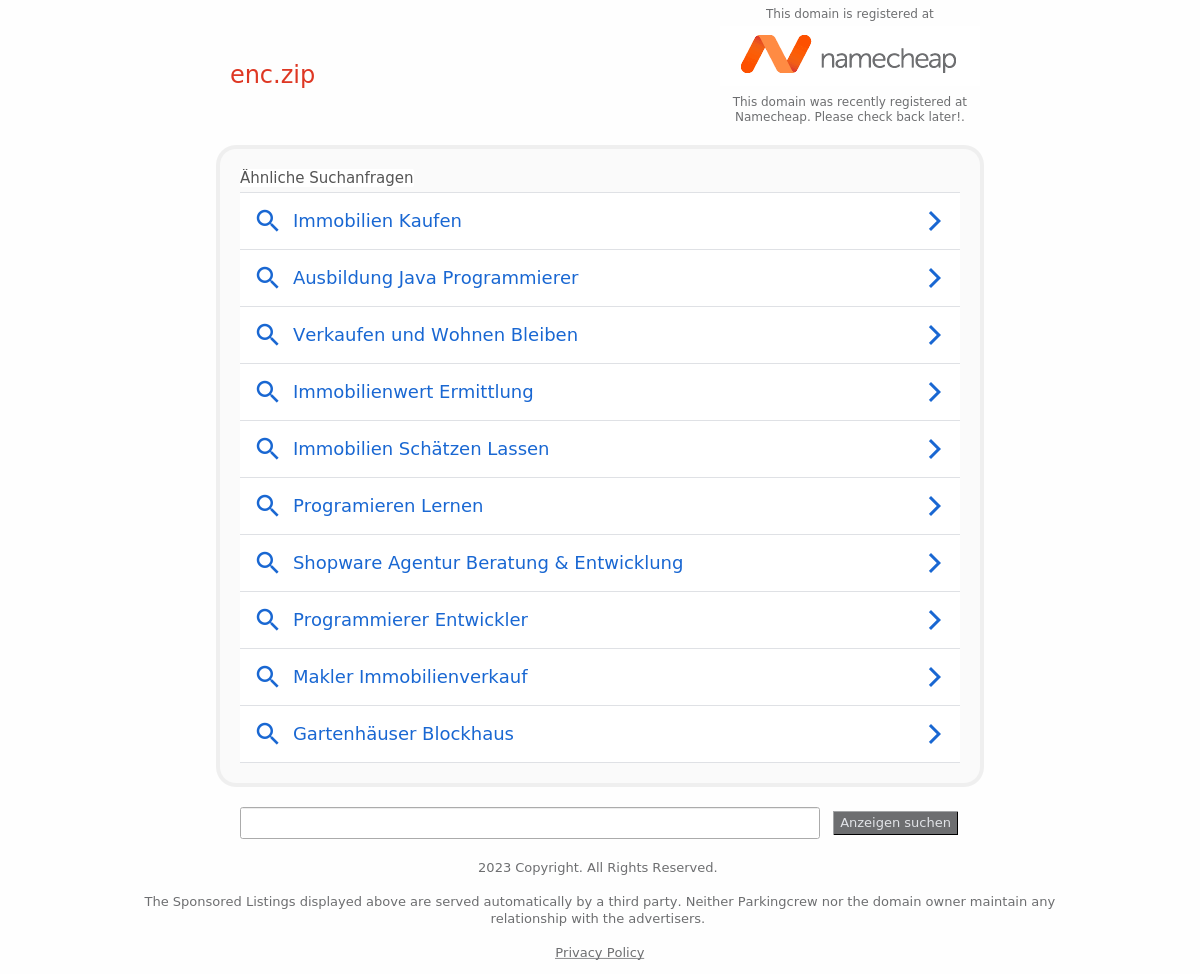 This domain is registered at
enc.zip
namecheap
This domain was recently registered at
Namecheap. Please check back later!.
Ähnliche Suchanfragen
Immobilien Kaufen
Ausbildung Java Programmierer
Verkaufen und Wohnen Bleiben
Immobilienwert Ermittlung
Immobilien Schätzen Lassen
Programieren Lernen
Shopware Agentur Beratung & Entwicklung
Programmierer Entwickler
Makler Immobilienverkauf
Gartenhäuser Blockhaus
Anzeigen suchen
2023 Copyright. All Rights Reserved.
The Sponsored Listings displayed above are served automatically by a third party. Neither Parkingcrew nor the domain owner maintain any
relationship with the advertisers.
Privacy Policy